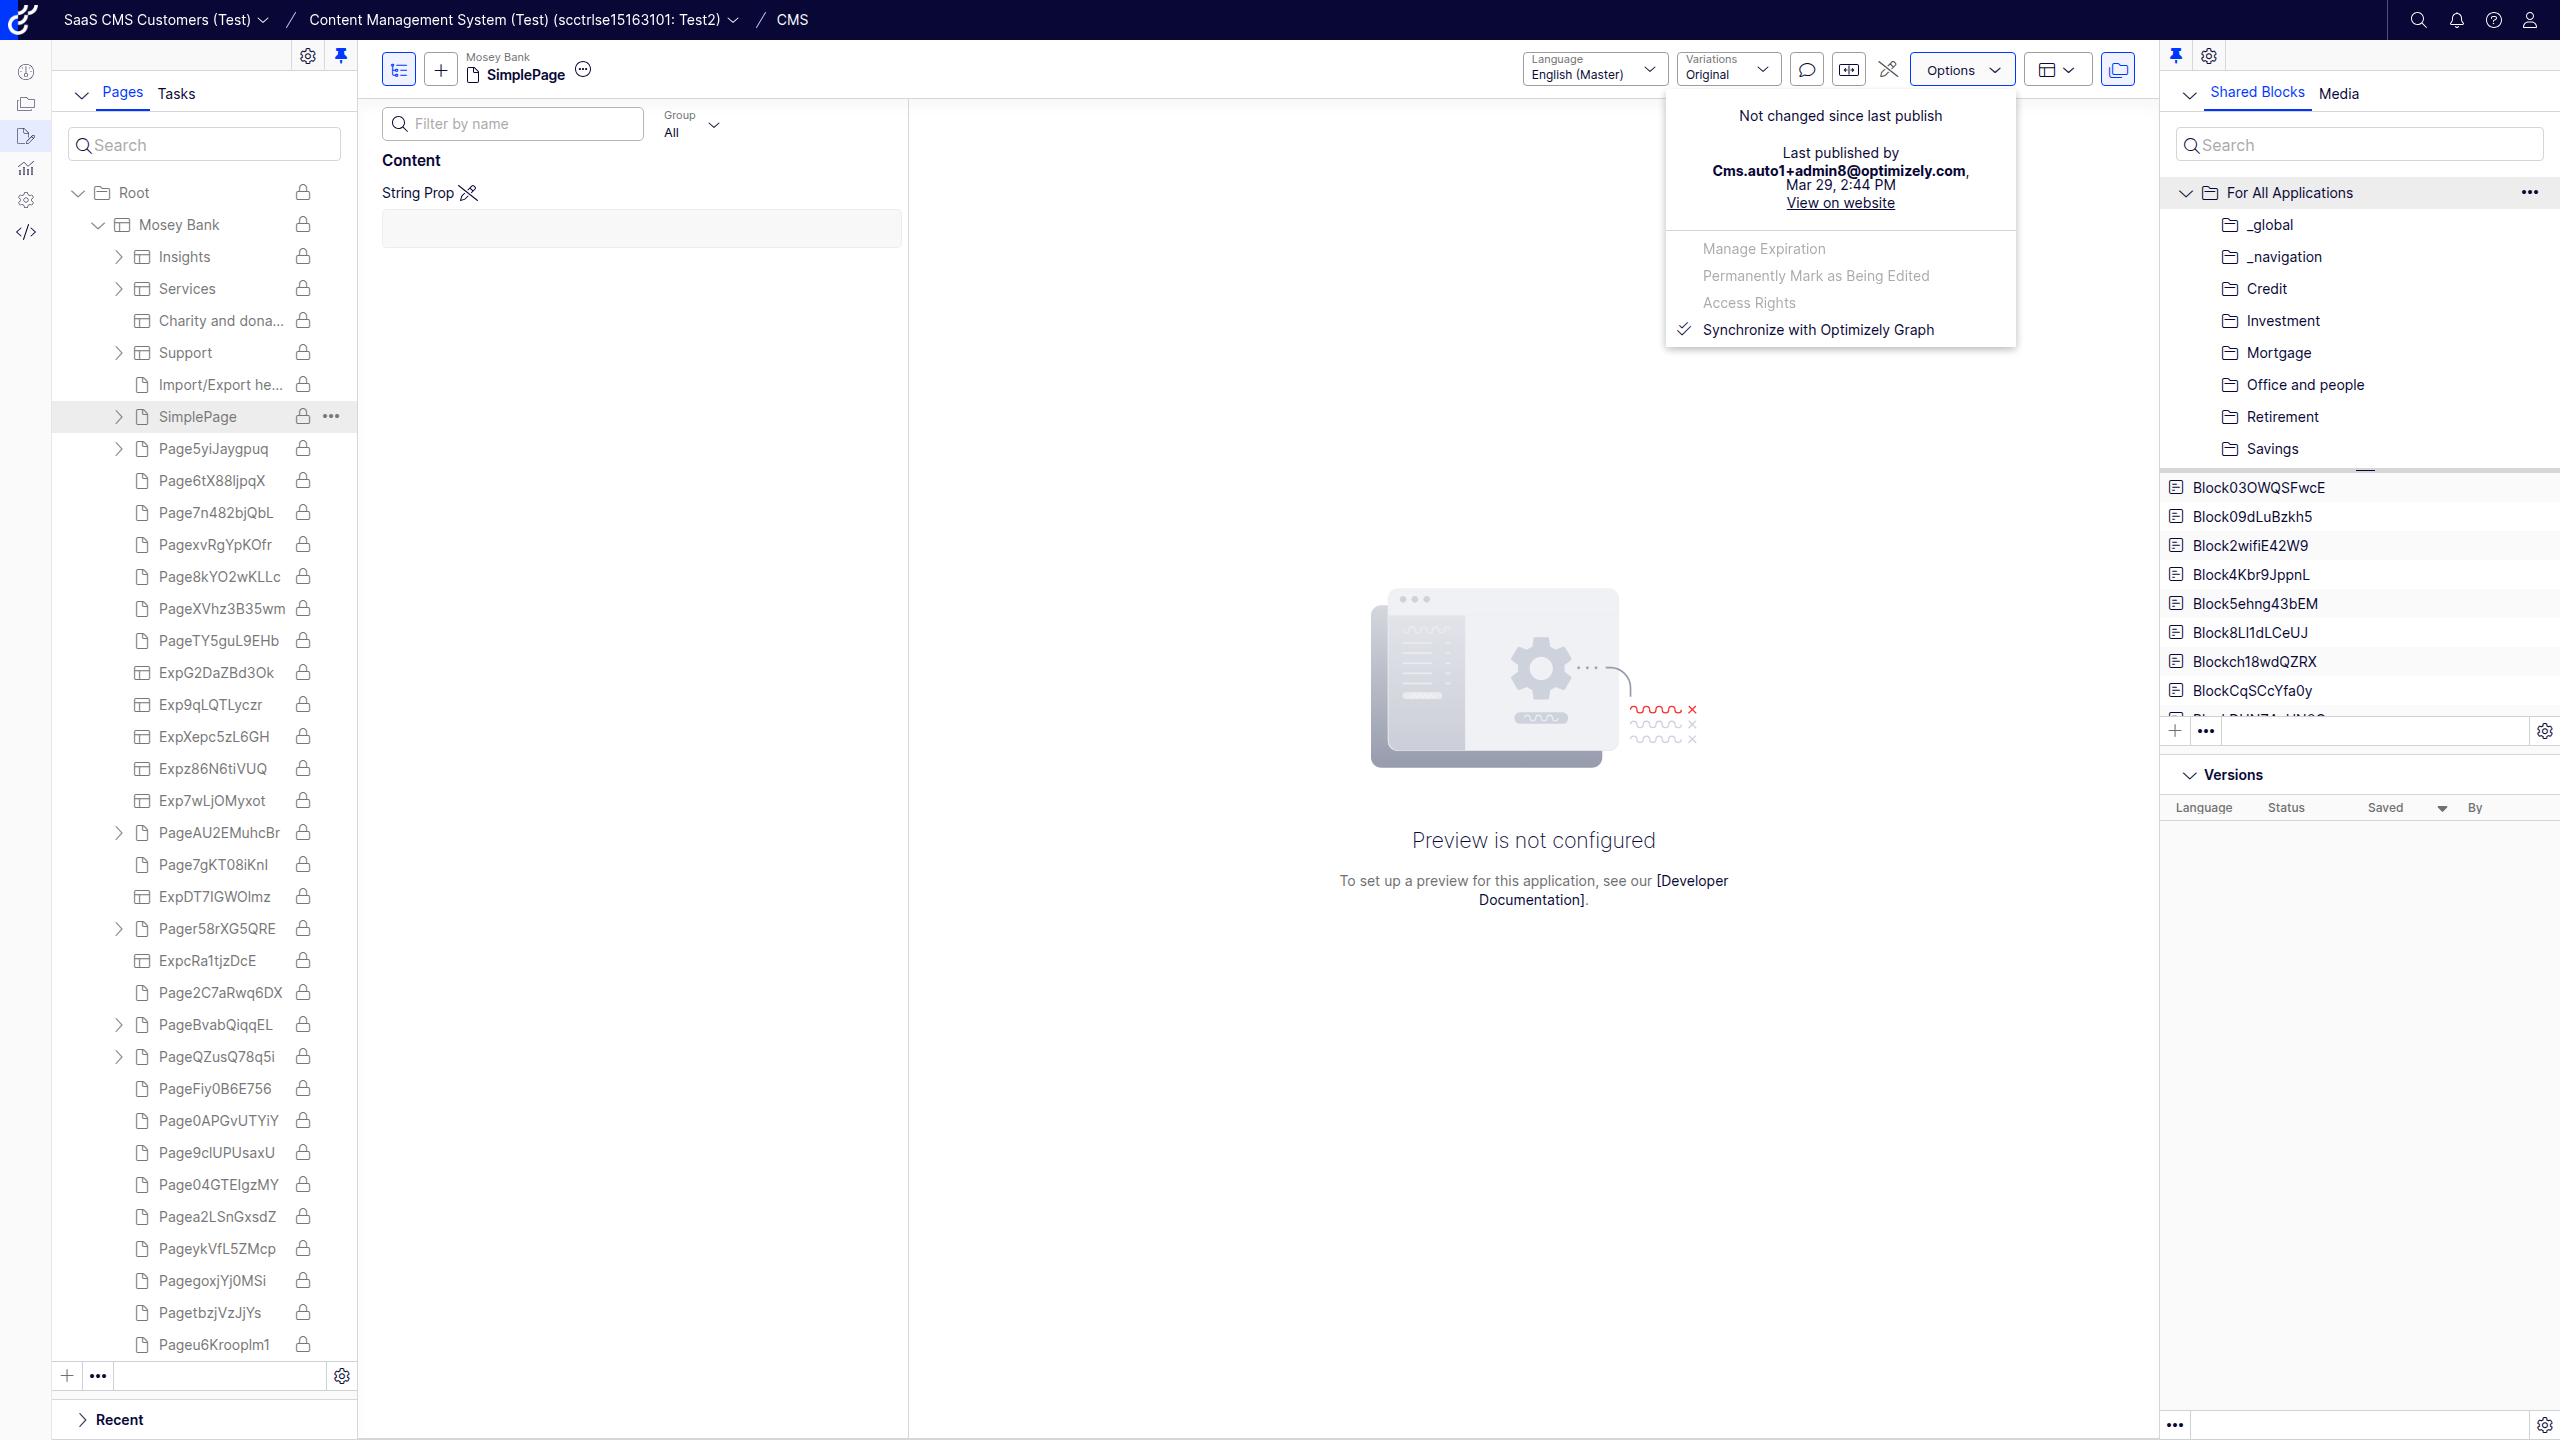 SaaS CMS Customers (Test) / Content Management System (Test) (scctrlse15163101: Test2) / CMS
Pages
Tasks
Search
Root
Mosey Bank
Insights
Services
Charity and dona...
Support
Import/Export he...
SimplePage
Page5yiJaygpuq
Page6tX88ljpqX
Page7n482bjQbL
PagexvRgYpKOfr
Page8kYO2wKLLc
PageXVhz3B35wm
PageTY5guL9EHb
ExpG2DaZBd3Ok
Exp9qLQTLyczr
ExpXepc5zL6GH
Expz86N6tiVUQ
Exp7wLjOMyxot
PageAU2EMuhcBr
Page7gKT08iKnI
ExpDT7IGWOlmz
Pager58rXG5QRE
ExpcRa1tjzDcE
Page2C7aRwq6DX
PageBvabQiqqEL
PageQZusQ78q5i
PageFiy0B6E756
Page0APGvUTYiY
Page9clUPUsaxU
Page04GTEIgzMY
Pagea2LSnGxsdZ
PageykVfL5ZMcp
PagegoxjYj0MSi
PagetbzjVzJjYs
Pageu6Krooplm1
Recent
Mosey Bank
SimplePage
Language
English (Master)
Variations
Original
Options
Filter by name
Group
All
Content
String Prop
Not changed since last publish
Last published by
Cms.auto1+admin8@optimizely.com,
Mar 29, 2:44 PM
View on website
Manage Expiration
Permanently Mark as Being Edited
Access Rights
Synchronize with Optimizely Graph
Preview is not configured
To set up a preview for this application, see our [Developer
Documentation].
Shared Blocks
Media
Search
For All Applications
_global
_navigation
Credit
Investment
Mortgage
Office and people
Retirement
Savings
Block03OWQSFwcE
Block09dLuBzkh5
Block2wifiE42W9
Block4Kbr9JppnL
Block5ehng43bEM
Block8LI1dLCeUJ
Blockch18wdQZRX
BlockCqSCcYfa0y
Versions
Language
Status
Saved
By